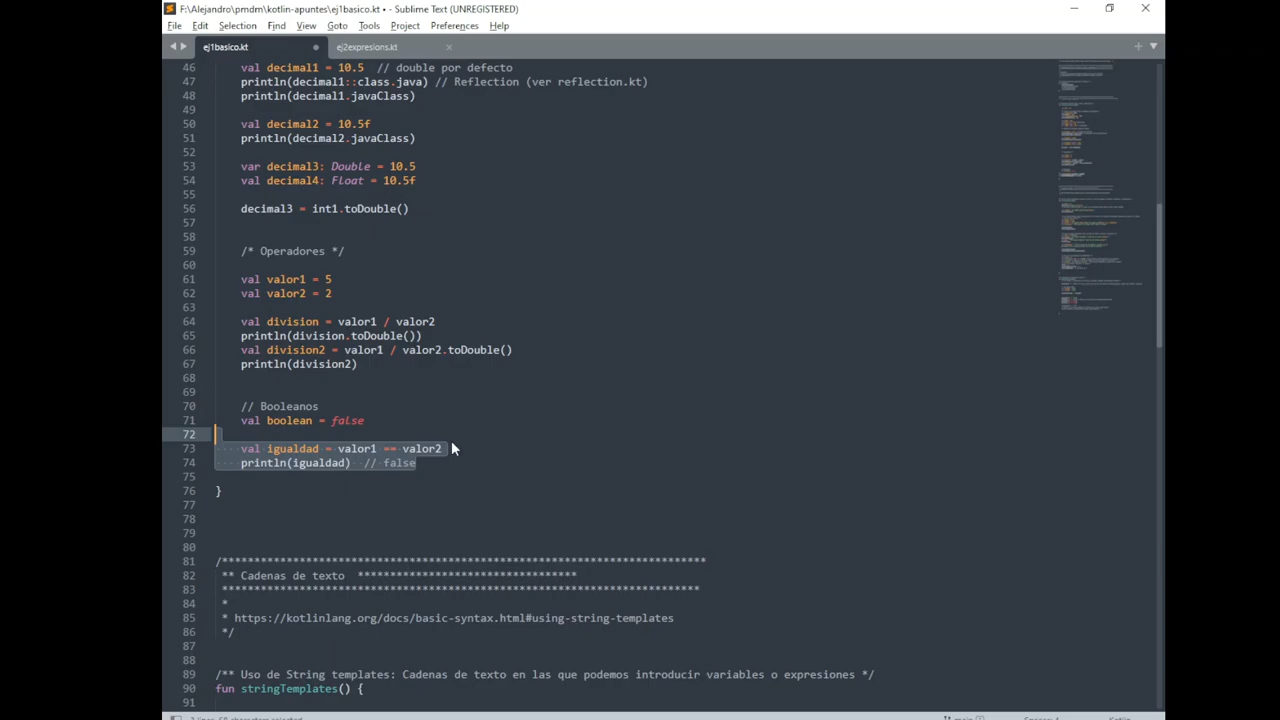 F:\Alejandro\pmdm\kotlin-apuntes\ej1basico.kt • - Sublime Text (UNREGISTERED)
File Edit Selection Find View Goto Tools Project Preferences Help
ej1basico.kt ej2expresions.kt
46 val decimal1 = 10.5 // double por defecto
47 println(decimal1::class.java) // Reflection (ver reflection.kt)
48 println(decimal1.javaClass)
49
50 val decimal2 = 10.5f
51 println(decimal2.javaClass)
52
53 var decimal3: Double = 10.5
54 val decimal4: Float = 10.5f
55
56 decimal3 = int1.toDouble()
57
58
59 /* Operadores */
60
61 val valor1 = 5
62 val valor2 = 2
63
64 val division = valor1 / valor2
65 println(division.toDouble())
66 val division2 = valor1 / valor2.toDouble()
67 println(division2)
68
69
70 // Booleanos
71 val boolean = false
72
73 val igualdad = valor1 == valor2
74 println(igualdad) // false
75
76 }
77
78
79
80
81 /***************************************************************************
82 ** Cadenas de texto **********************************
83 **************************************************************************
84 *
85 * https://kotlinlang.org/docs/basic-syntax.html#using-string-templates
86 */
87
88
89 /** Uso de String templates: Cadenas de texto en las que podemos introducir variables o expresiones */
90 fun stringTemplates() {
91